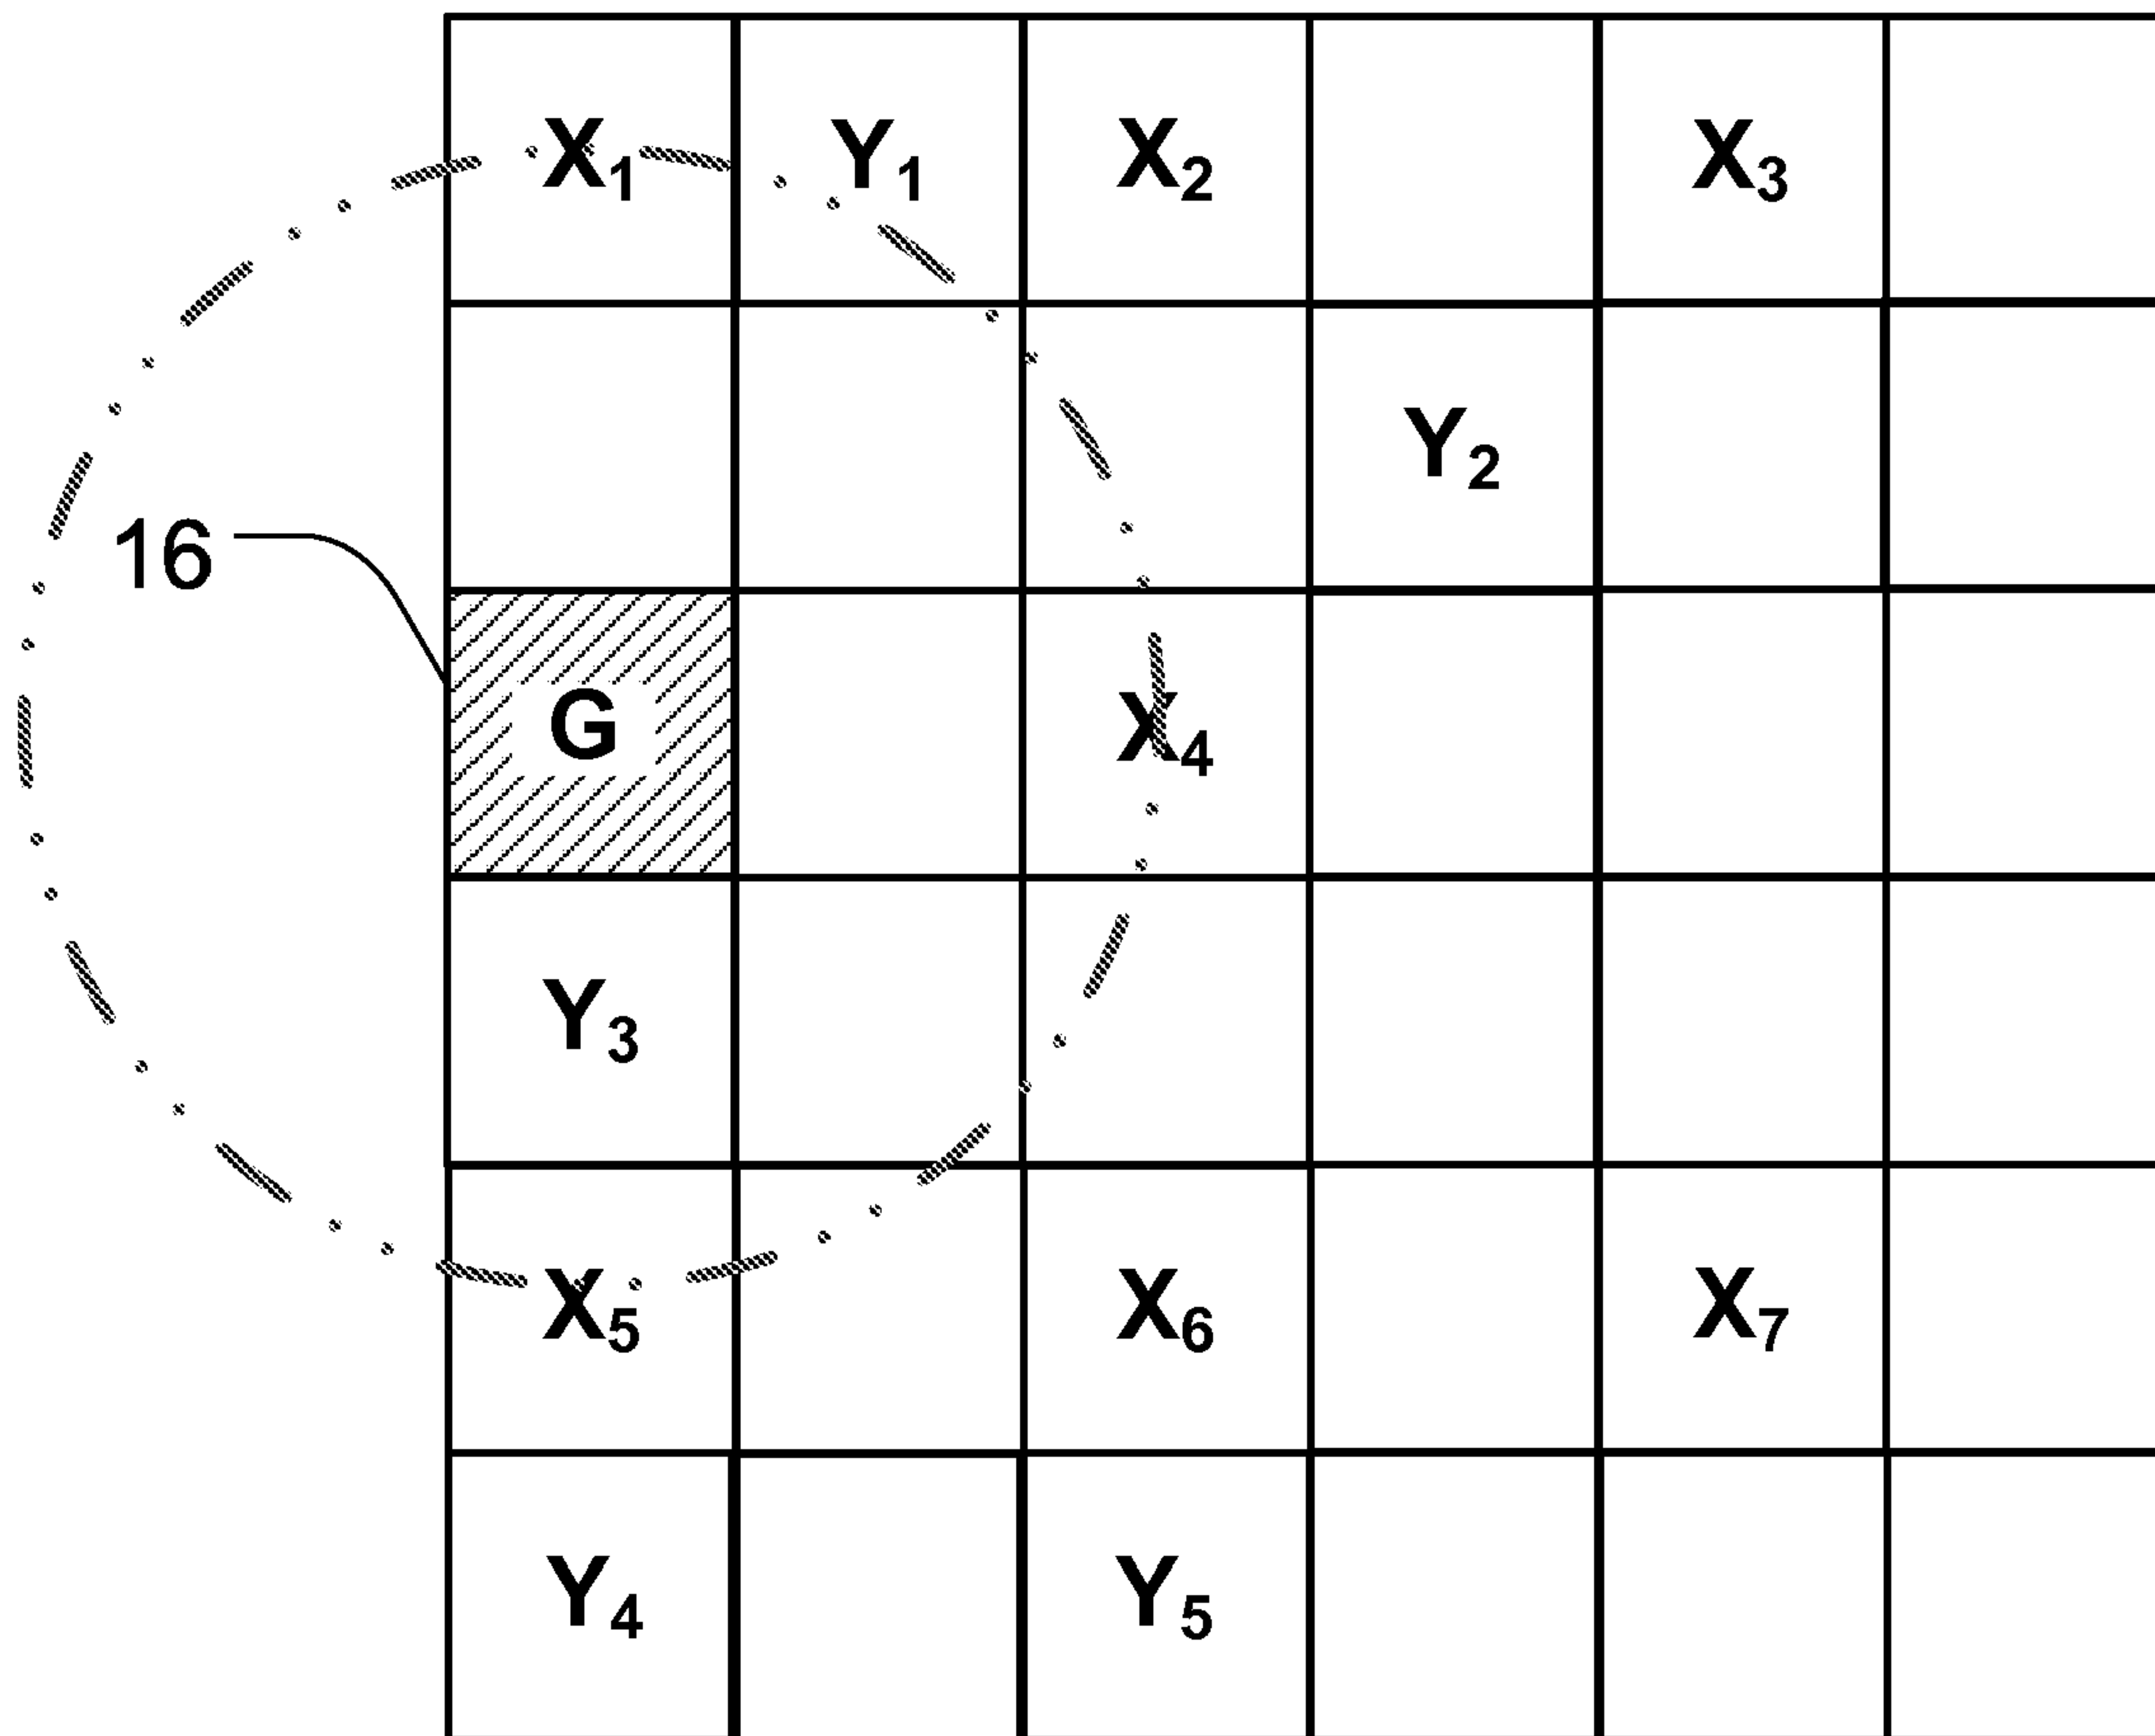 X₁ Y₁ X₂ X₃
Y₂
16
G X₄
Y₃
X₅ X₆ X₇
Y₄ Y₅